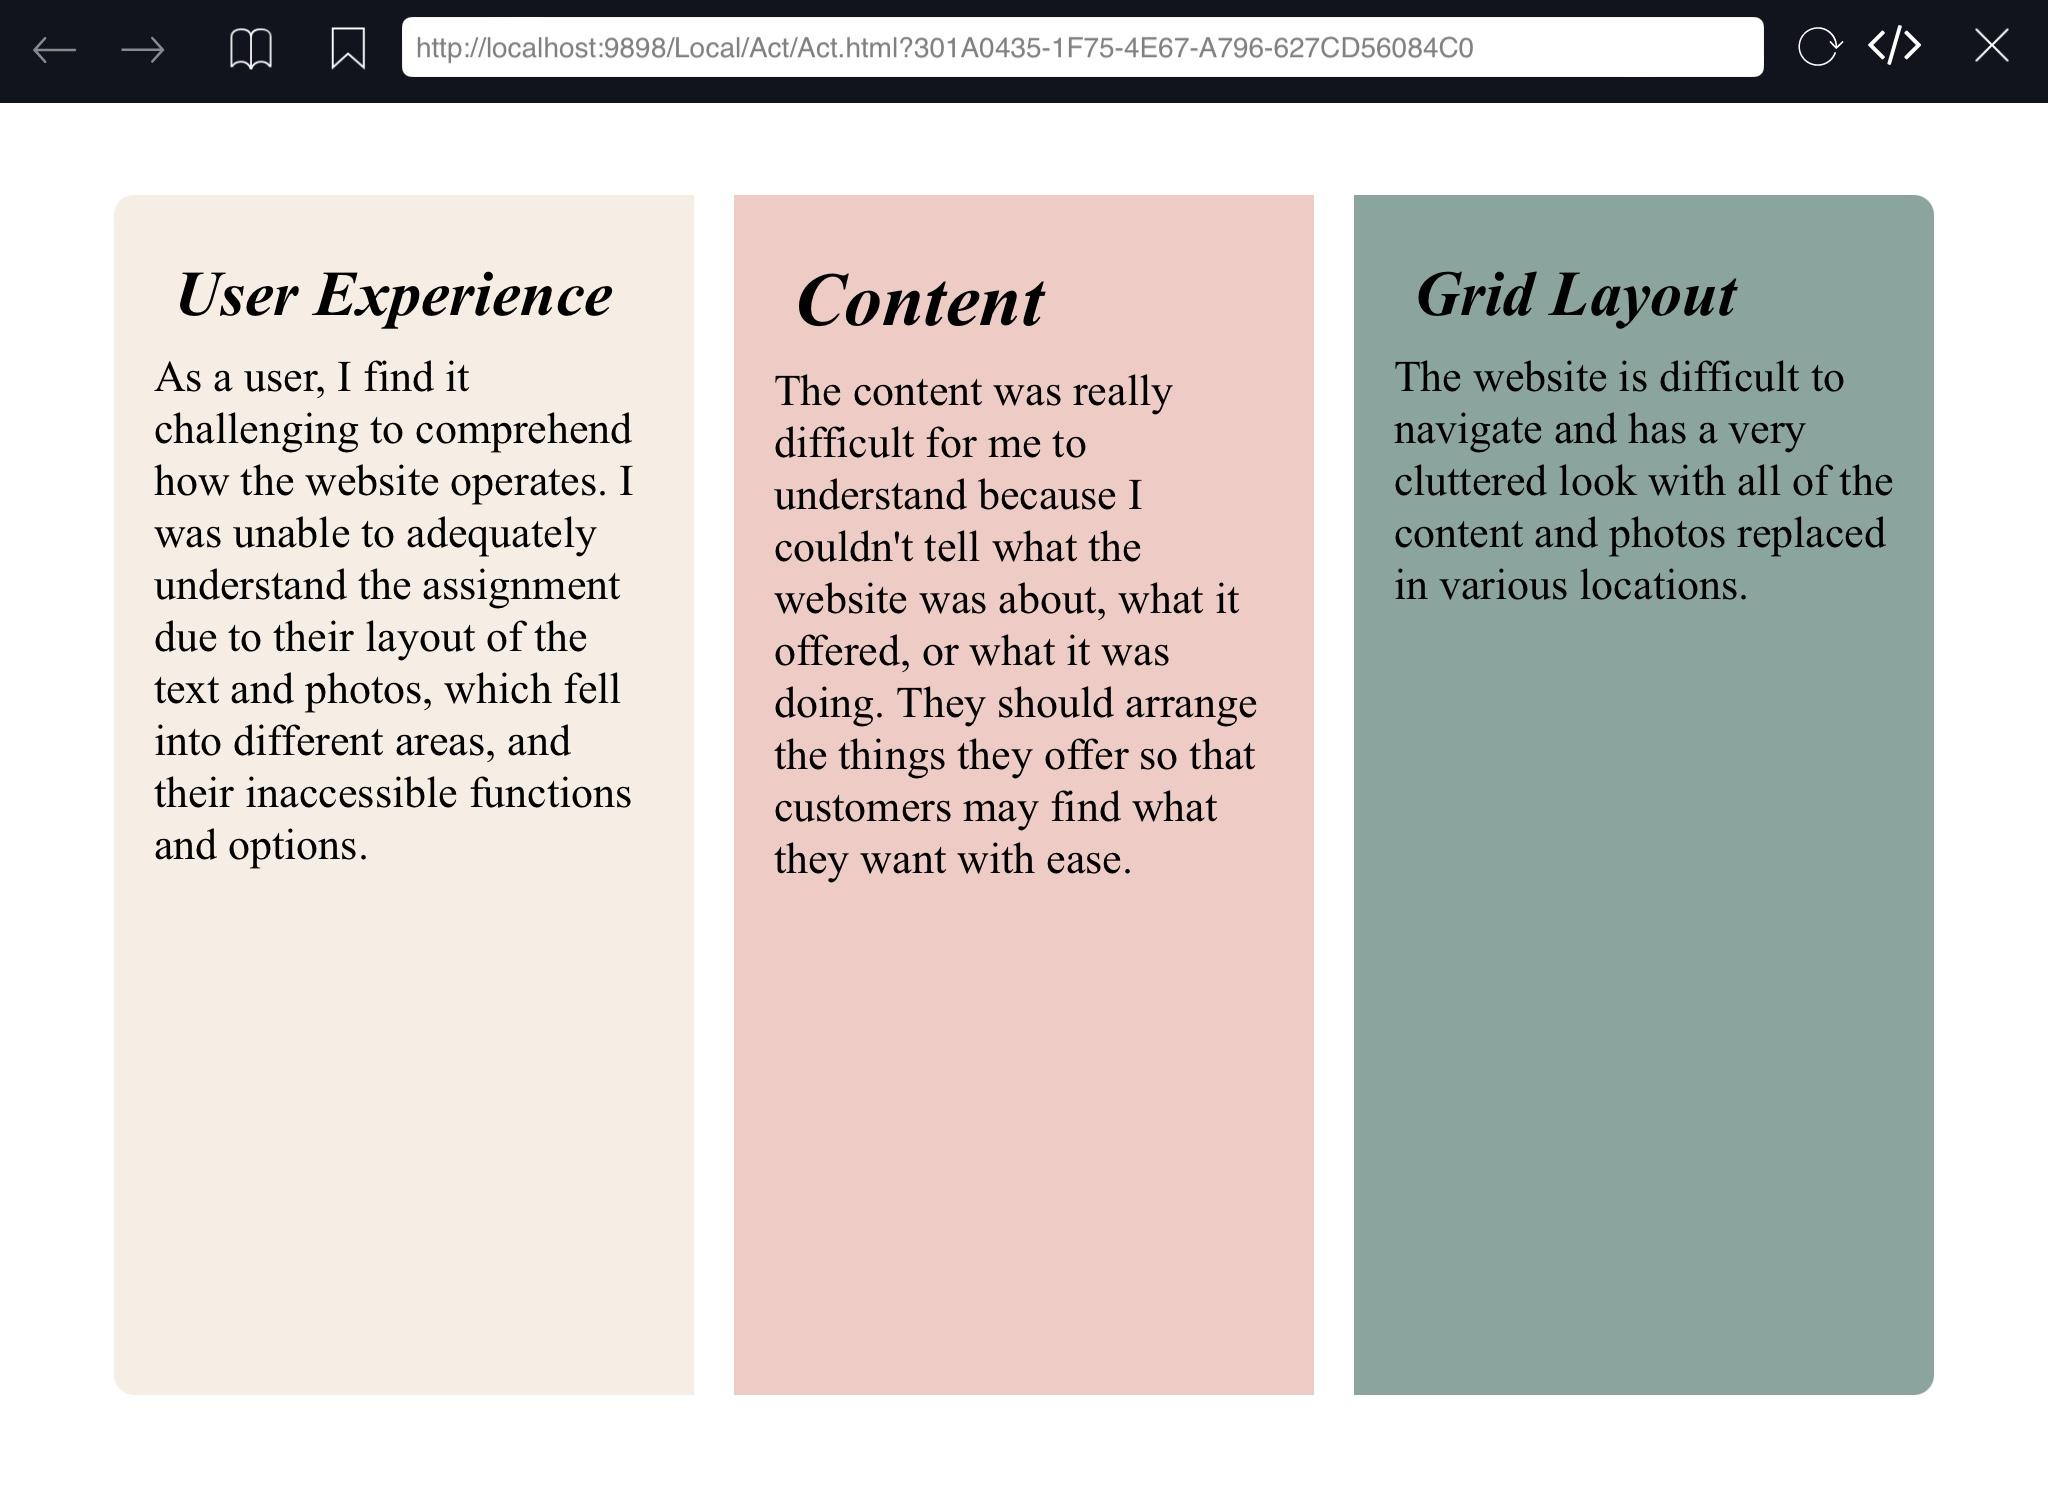 http://localhost:9898/Local/Act/Act.html?301A0435-1F75-4E67-A796-627CD56084C0
User Experience
As a user, I find it
challenging to comprehend
how the website operates. I
was unable to adequately
understand the assignment
due to their layout of the
text and photos, which fell
into different areas, and
their inaccessible functions
and options.
Content
The content was really
difficult for me to
understand because I
couldn't tell what the
website was about, what it
offered, or what it was
doing. They should arrange
the things they offer so that
customers may find what
they want with ease.
Grid Layout
The website is difficult to
navigate and has a very
cluttered look with all of the
content and photos replaced
in various locations.